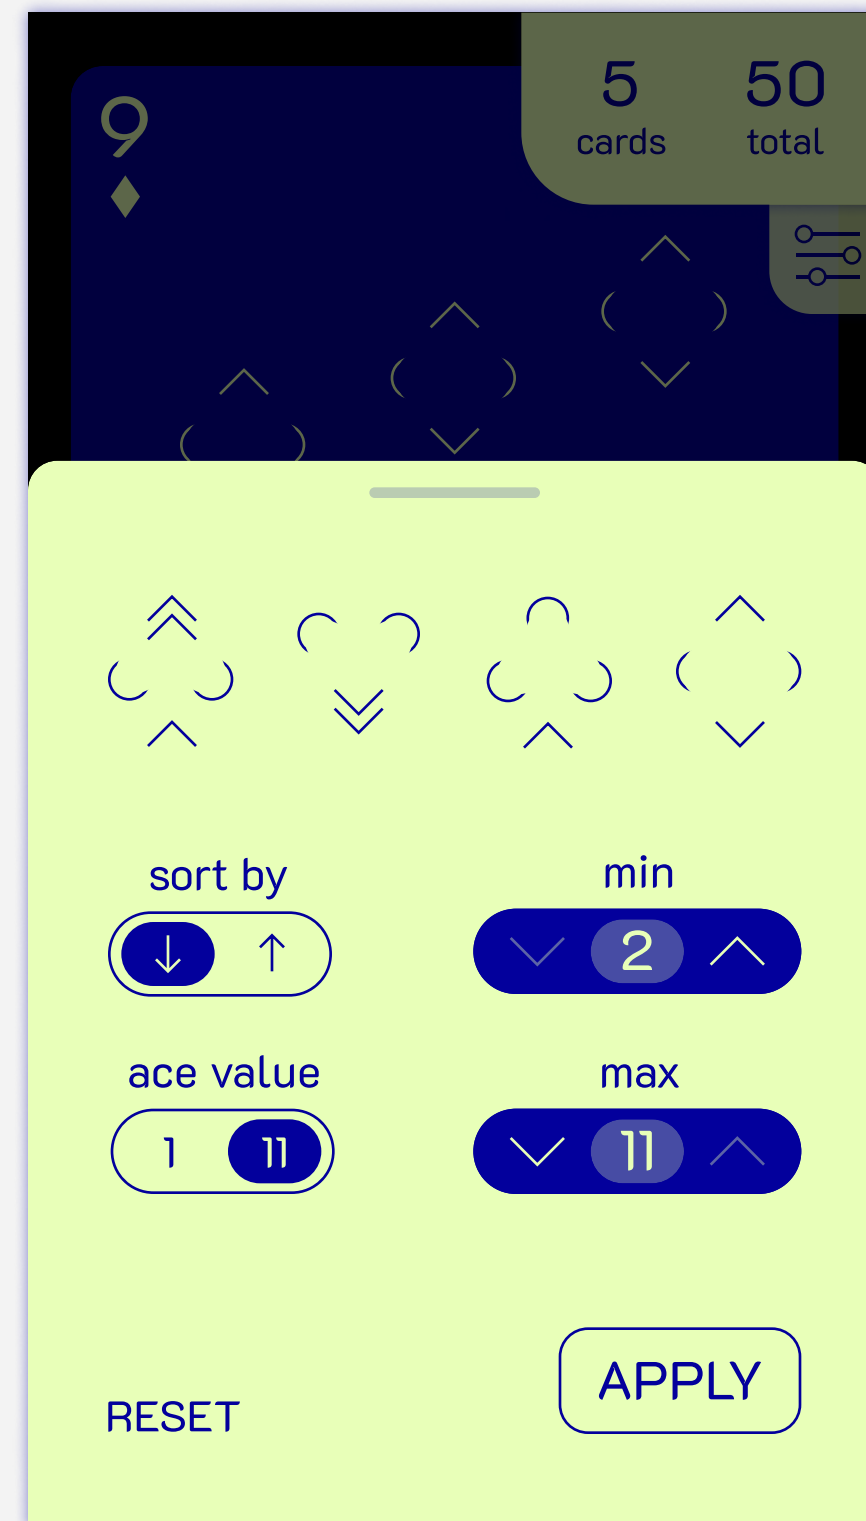 9
5 50
cards total
sort by
min
2
ace value
max
1 11
11
RESET
APPLY